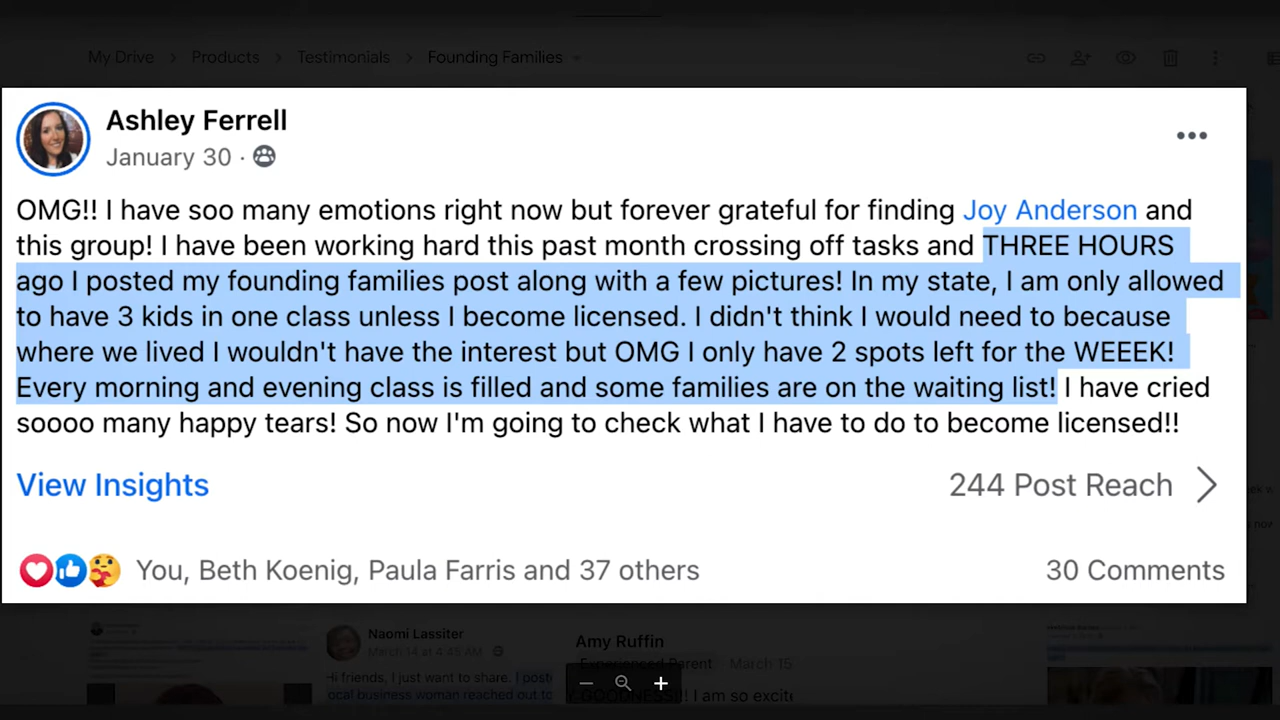 My Drive > Products > Testimonials > Founding Families
Ashley Ferrell
January 30 ·
OMG!! I have soo many emotions right now but forever grateful for finding Joy Anderson and
this group! I have been working hard this past month crossing off tasks and THREE HOURS
ago I posted my founding families post along with a few pictures! In my state, I am only allowed
to have 3 kids in one class unless I become licensed. I didn't think I would need to because
where we lived I wouldn't have the interest but OMG I only have 2 spots left for the WEEEK!
Every morning and evening class is filled and some families are on the waiting list! I have cried
soooo many happy tears! So now I'm going to check what I have to do to become licensed!!
View Insights
244 Post Reach
You, Beth Koenig, Paula Farris and 37 others
30 Comments
Naomi Lassiter
March 14 at 4:45 AM
Hi friends, I just want to share. I
local business woman reached out to
Amy Ruffin
Experienced Parent March 15
I am so